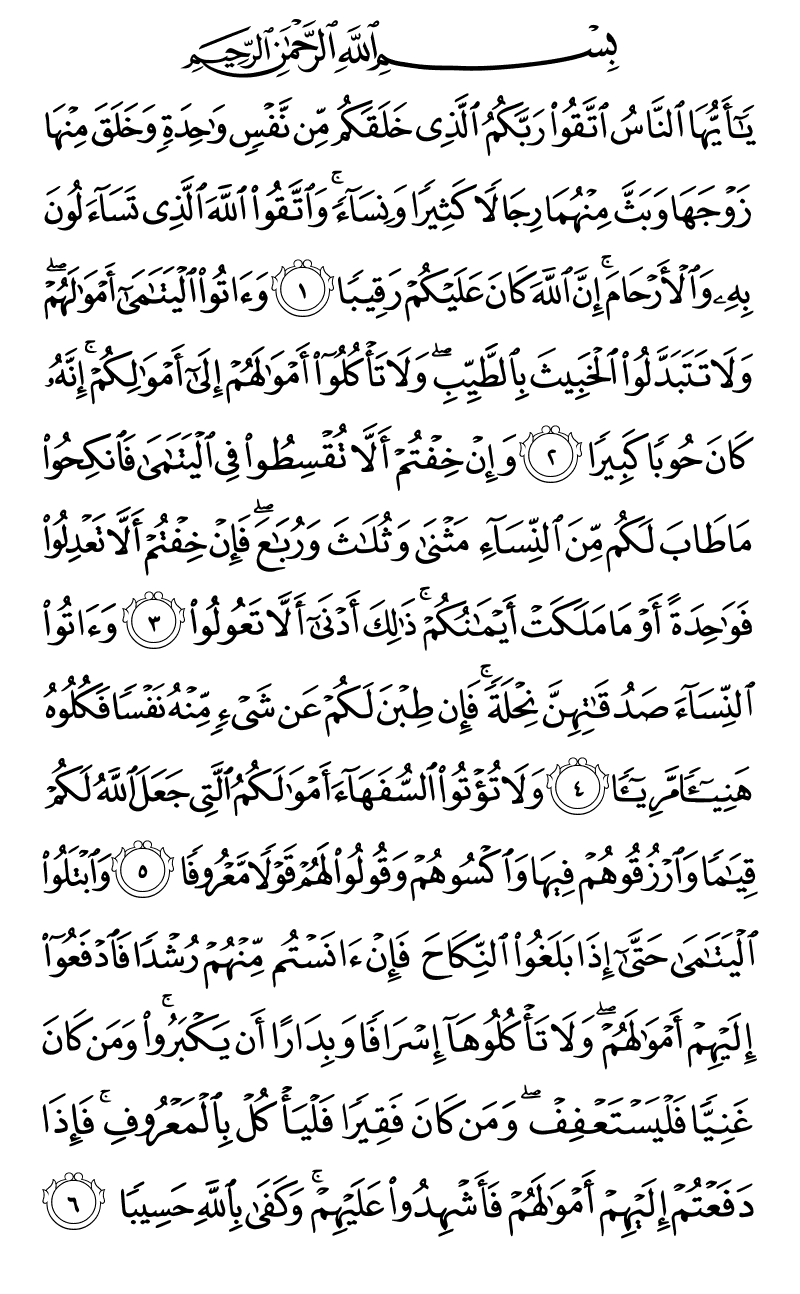 بِسْمِ ٱللَّهِ ٱلرَّحْمَٰنِ ٱلرَّحِيمِ
يَـٰٓأَيُّهَا ٱلنَّاسُ ٱتَّقُوا۟ رَبَّكُمُ ٱلَّذِى خَلَقَكُم مِّن نَّفْسٍ وَٰحِدَةٍ وَخَلَقَ مِنْهَا
زَوْجَهَا وَبَثَّ مِنْهُمَا رِجَالًا كَثِيرًا وَنِسَآءً ۚ وَٱتَّقُوا۟ ٱللَّهَ ٱلَّذِى تَسَآءَلُونَ
بِهِۦ وَٱلْأَرْحَامَ ۚ إِنَّ ٱللَّهَ كَانَ عَلَيْكُمْ رَقِيبًا ١ وَءَاتُوا۟ ٱلْيَتَـٰمَىٰٓ أَمْوَٰلَهُمْ ۖ
وَلَا تَتَبَدَّلُوا۟ ٱلْخَبِيثَ بِٱلطَّيِّبِ ۖ وَلَا تَأْكُلُوٓا۟ أَمْوَٰلَهُمْ إِلَىٰٓ أَمْوَٰلِكُمْ ۚ إِنَّهُۥ
كَانَ حُوبًا كَبِيرًا ٢ وَإِنْ خِفْتُمْ أَلَّا تُقْسِطُوا۟ فِى ٱلْيَتَـٰمَىٰ فَٱنكِحُوا۟
مَا طَابَ لَكُم مِّنَ ٱلنِّسَآءِ مَثْنَىٰ وَثُلَـٰثَ وَرُبَـٰعَ ۖ فَإِنْ خِفْتُمْ أَلَّا تَعْدِلُوا۟
فَوَٰحِدَةً أَوْ مَا مَلَكَتْ أَيْمَـٰنُكُمْ ۚ ذَٰلِكَ أَدْنَىٰٓ أَلَّا تَعُولُوا۟ ٣ وَءَاتُوا۟
ٱلنِّسَآءَ صَدُقَـٰتِهِنَّ نِحْلَةً ۚ فَإِن طِبْنَ لَكُمْ عَن شَىْءٍ مِّنْهُ نَفْسًا فَكُلُوهُ
هَنِيٓـًٔا مَّرِيٓـًٔا ٤ وَلَا تُؤْتُوا۟ ٱلسُّفَهَآءَ أَمْوَٰلَكُمُ ٱلَّتِى جَعَلَ ٱللَّهُ لَكُمْ
قِيَـٰمًا وَٱرْزُقُوهُمْ فِيهَا وَٱكْسُوهُمْ وَقُولُوا۟ لَهُمْ قَوْلًا مَّعْرُوفًا ٥ وَٱبْتَلُوا۟
ٱلْيَتَـٰمَىٰ حَتَّىٰٓ إِذَا بَلَغُوا۟ ٱلنِّكَاحَ فَإِنْ ءَانَسْتُم مِّنْهُمْ رُشْدًا فَٱدْفَعُوٓا۟
إِلَيْهِمْ أَمْوَٰلَهُمْ ۖ وَلَا تَأْكُلُوهَآ إِسْرَافًا وَبِدَارًا أَن يَكْبَرُوا۟ ۚ وَمَن كَانَ
غَنِيًّا فَلْيَسْتَعْفِفْ ۖ وَمَن كَانَ فَقِيرًا فَلْيَأْكُلْ بِٱلْمَعْرُوفِ ۚ فَإِذَا
دَفَعْتُمْ إِلَيْهِمْ أَمْوَٰلَهُمْ فَأَشْهِدُوا۟ عَلَيْهِمْ ۚ وَكَفَىٰ بِٱللَّهِ حَسِيبًا ٦